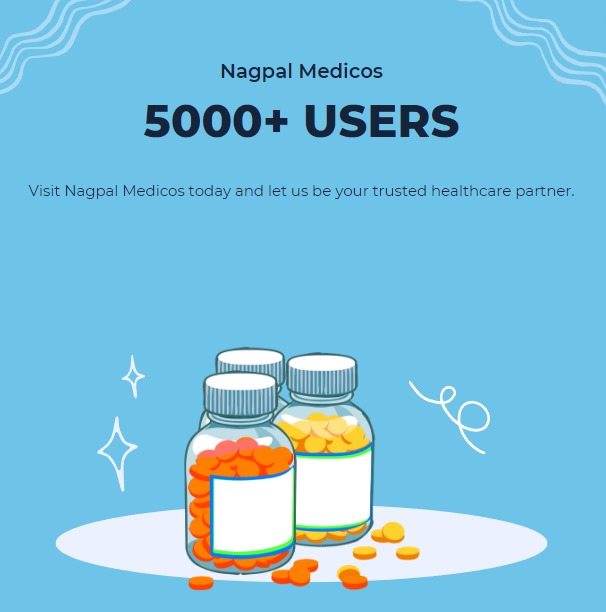 Nagpal Medicos
5000+ USERS
Visit Nagpal Medicos today and let us be your trusted healthcare partner.